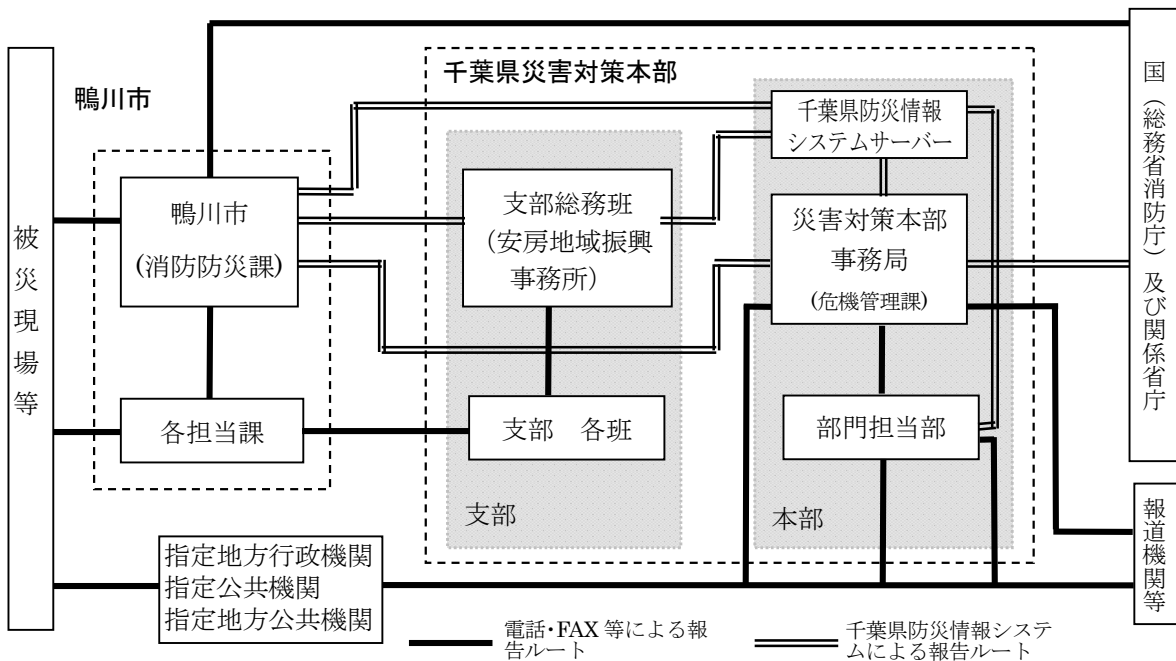 千葉県災害対策本部
鴨川市
被災現場等
鴨川市
(消防防災課)
各担当課
支部総務班
（安房地域振興
事務所）
支部　各班
支部
千葉県防災情報
システムサーバー
災害対策本部
事務局
(危機管理課)
部門担当部
本部
国（総務省消防庁）及び関係省庁
報道機関等
指定地方行政機関
指定公共機関
指定地方公共機関
電話・FAX 等による報
告ルート
千葉県防災情報システ
ムによる報告ルート